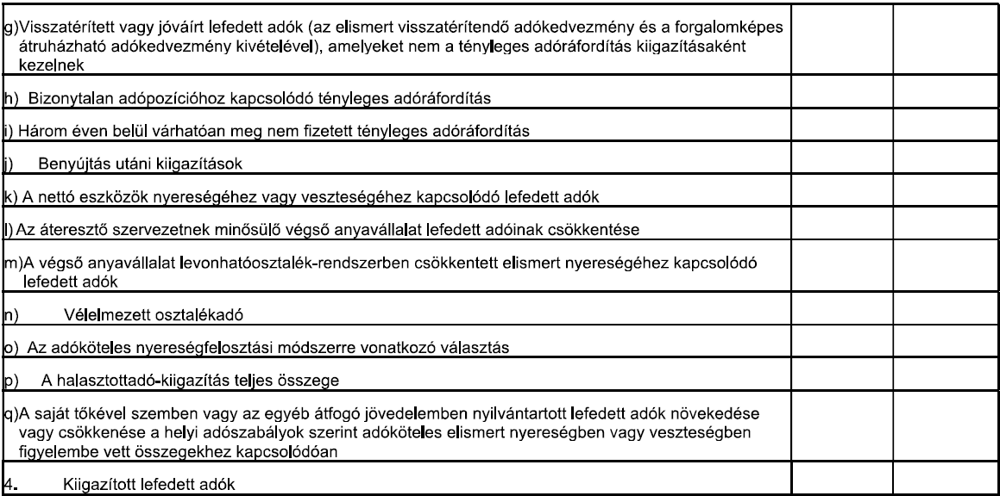 g)Visszatérített vagy jóváírt lefedett adók (az elismert visszatérítendő adókedvezmény és a forgalomképes
átruházható adókedvezmény kivételével), amelyeket nem a tényleges adóráfordítás kiigazításaként
kezelnek
h) Bizonytalan adópozícióhoz kapcsolódó tényleges adóráfordítás
i) Három éven belül várhatóan meg nem fizetett tényleges adóráfordítás
j) Benyújtás utáni kiigazítások
k) A nettó eszközök nyereségéhez vagy veszteségéhez kapcsolódó lefedett adók
l) Az áteresztő szervezetnek minősülő végső anyavállalat lefedett adóinak csökkentése
m)A végső anyavállalat levonhatóosztalék-rendszerben csökkentett elismert nyereségéhez kapcsolódó
lefedett adók
n) Vélelmezett osztalékadó
o) Az adóköteles nyereségfelosztási módszerre vonatkozó választás
p) A halasztottadó-kiigazítás teljes összege
q)A saját tőkével szemben vagy az egyéb átfogó jövedelemben nyilvántartott lefedett adók növekedése
vagy csökkenése a helyi adószabályok szerint adóköteles elismert nyereségben vagy veszteségben
figyelembe vett összegekhez kapcsolódóan
4. Kiigazított lefedett adók